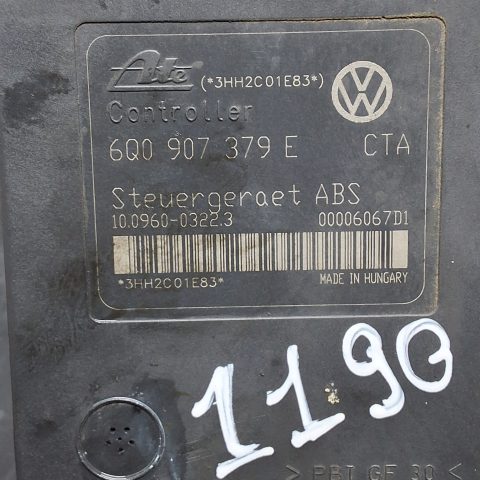 Ate (*3HH2C01E83*)
Controller
6Q0 907 379 E CTA
Steuergeraet ABS
10.0960-0322.3 00006067D1
*3HH2C01E83* MADE IN HUNGARY
1190
> PBT GF 30 <